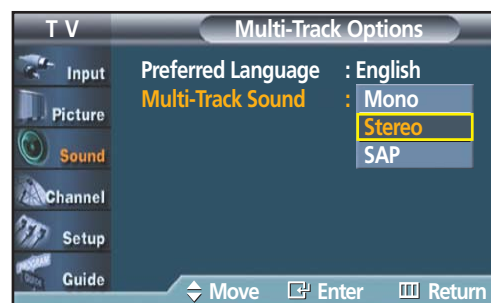 T V
Multi-Track Options
Input
Picture
Sound
Channel
Setup
Guide
Preferred Language : English
Multi-Track Sound : Mono
Stereo
SAP
Move Enter Return